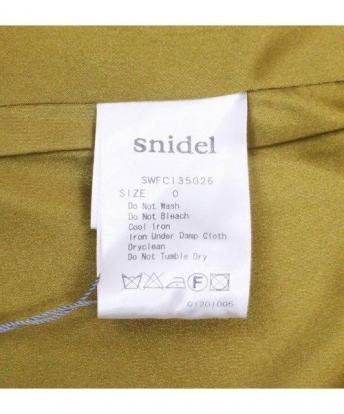 snidel
SWFC135026
SIZE 0
Do Not Wash
Do Not Bleach
Cool Iron
Iron Under Damp Cloth
Dryclean
Do Not Tumble Dry
F
G1201006